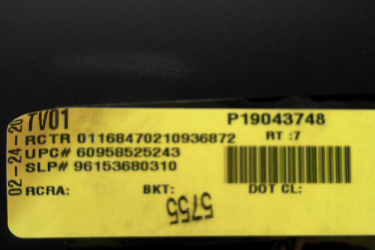 TV01 P19043748
RCTR 01168470210936872 RT :7
UPC# 60958525243
SLP# 96153680310
RCRA: BKT: DOT CL:
5755
02-24-20